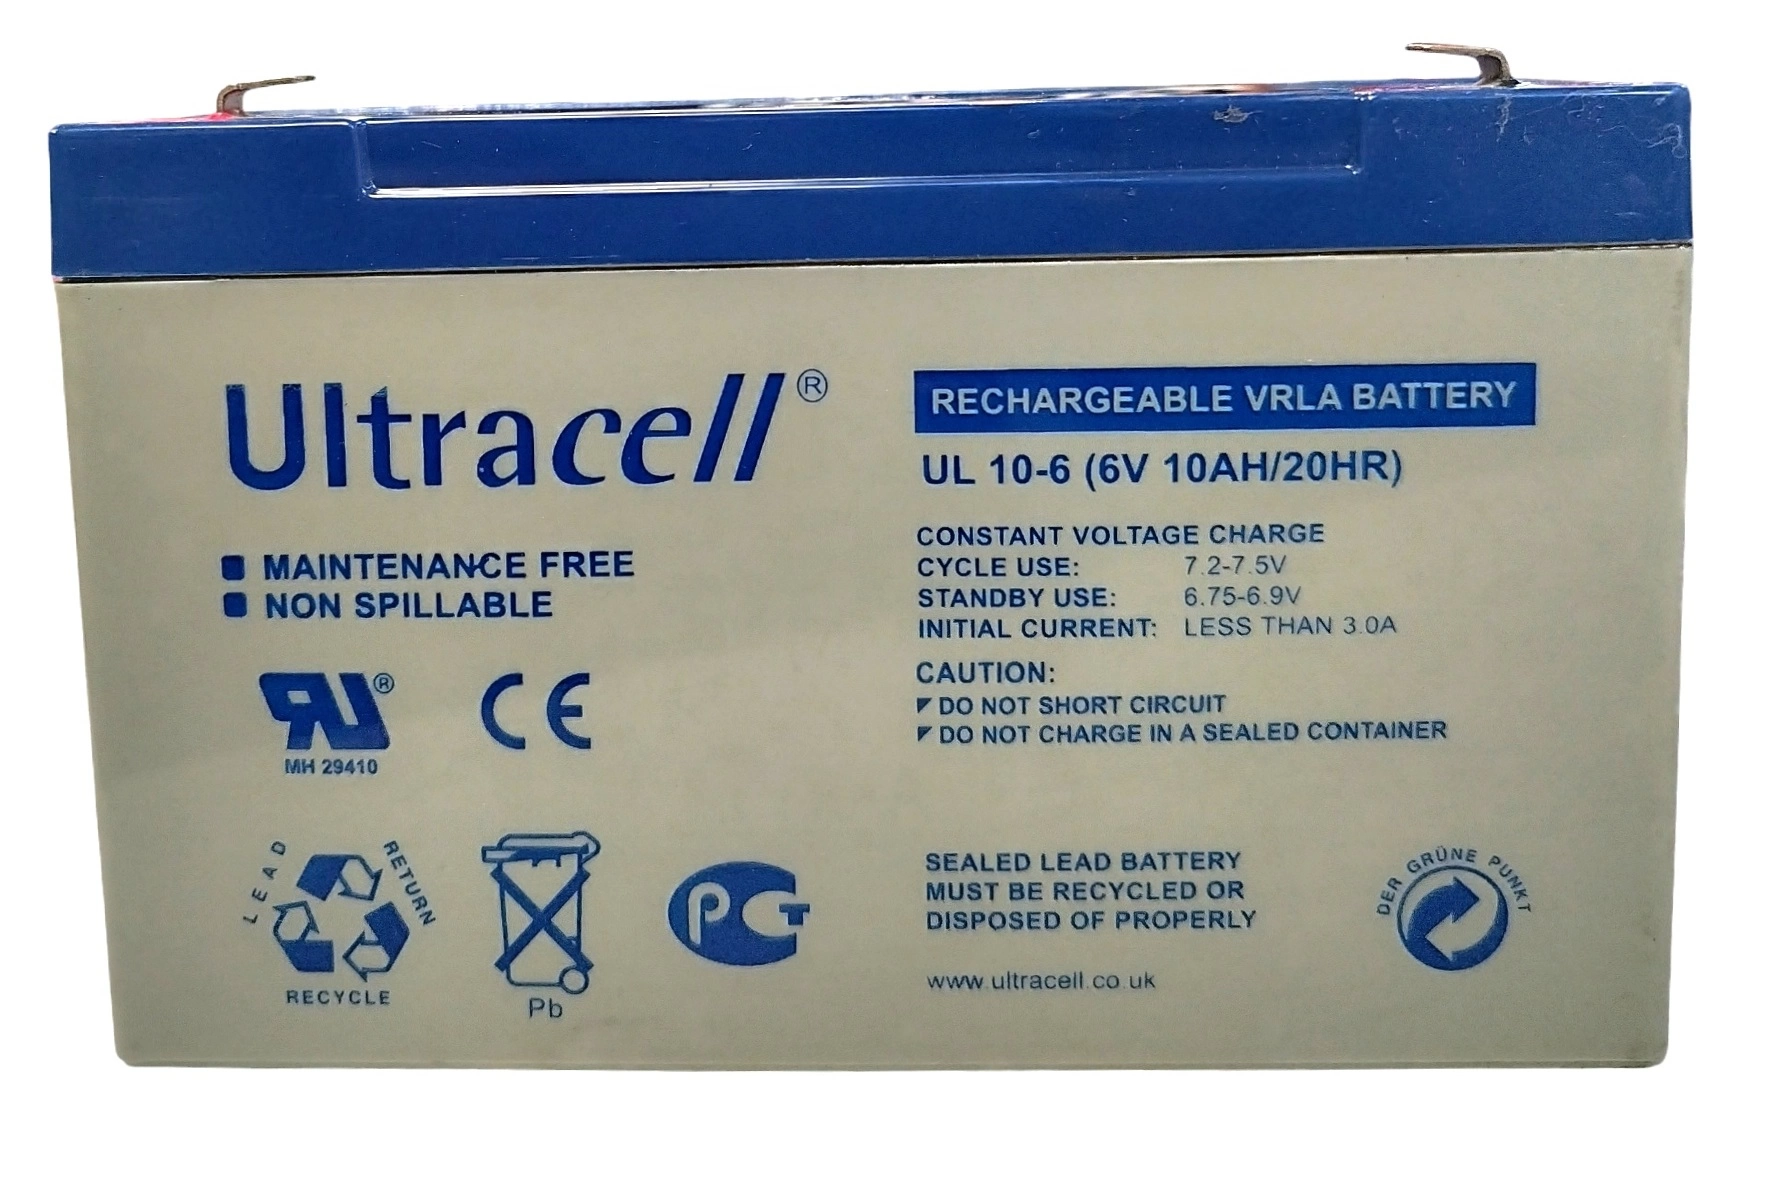 Ultracell®
MAINTENANCE FREE
NON SPILLABLE
RU®
MH 29410
CE
LEAD RETURN
RECYCLE
Pb
PCT
RECHARGEABLE VRLA BATTERY
UL 10-6 (6V 10AH/20HR)
CONSTANT VOLTAGE CHARGE
CYCLE USE: 7.2-7.5V
STANDBY USE: 6.75-6.9V
INITIAL CURRENT: LESS THAN 3.0A
CAUTION:
DO NOT SHORT CIRCUIT
DO NOT CHARGE IN A SEALED CONTAINER
SEALED LEAD BATTERY
MUST BE RECYCLED OR
DISPOSED OF PROPERLY
www.ultracell.co.uk
DER GRÜNE PUNKT